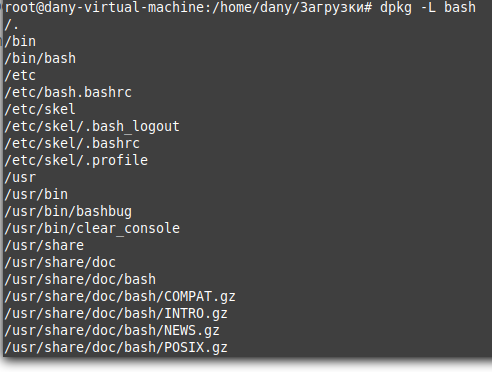 root@dany-virtual-machine:/home/dany/Загрузки# dpkg -L bash
/.
/bin
/bin/bash
/etc
/etc/bash.bashrc
/etc/skel
/etc/skel/.bash_logout
/etc/skel/.bashrc
/etc/skel/.profile
/usr
/usr/bin
/usr/bin/bashbug
/usr/bin/clear_console
/usr/share
/usr/share/doc
/usr/share/doc/bash
/usr/share/doc/bash/COMPAT.gz
/usr/share/doc/bash/INTRO.gz
/usr/share/doc/bash/NEWS.gz
/usr/share/doc/bash/POSIX.gz